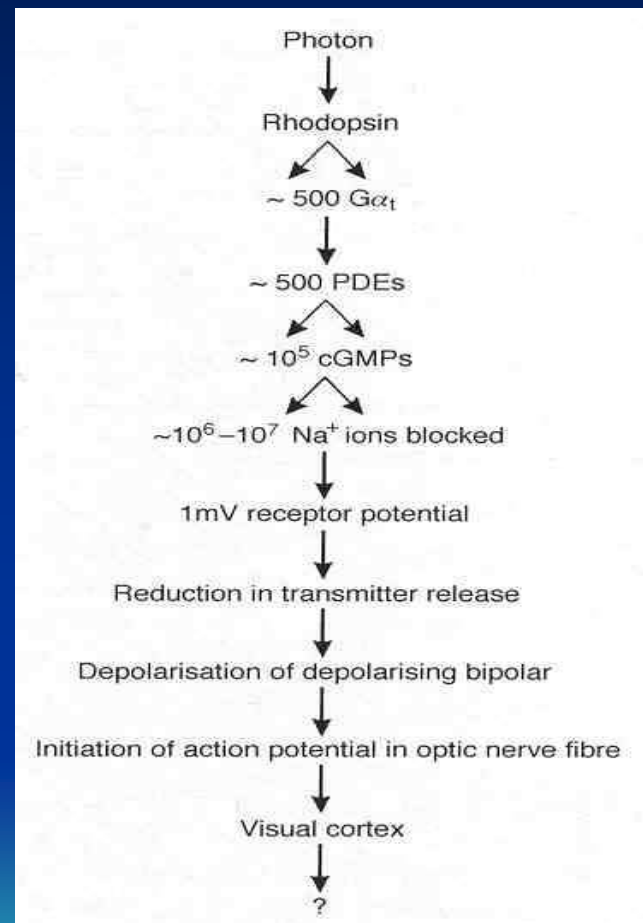 Photon
Rhodopsin
~ 500 Gαt
~ 500 PDEs
~ 10⁵ cGMPs
~10⁶–10⁷ Na⁺ ions blocked
1mV receptor potential
Reduction in transmitter release
Depolarisation of depolarising bipolar
Initiation of action potential in optic nerve fibre
Visual cortex
?